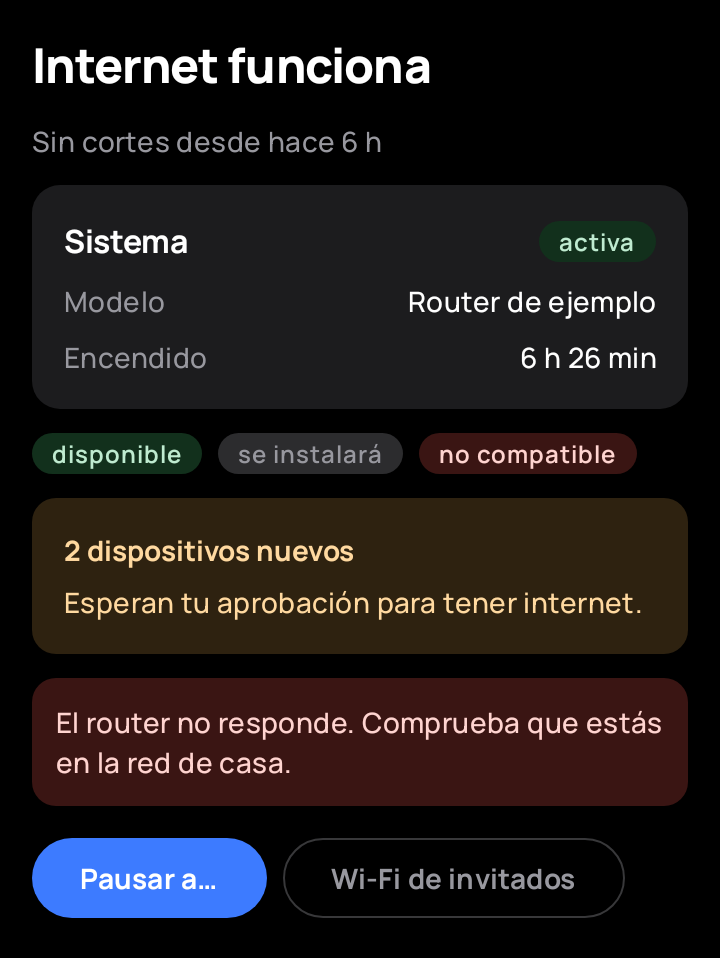 Internet funciona
Sin cortes desde hace 6 h
Sistema
activa
Modelo
Router de ejemplo
Encendido
6 h 26 min
disponible
se instalará
no compatible
2 dispositivos nuevos
Esperan tu aprobación para tener internet.
El router no responde. Comprueba que estás
en la red de casa.
Pausar a…
Wi-Fi de invitados